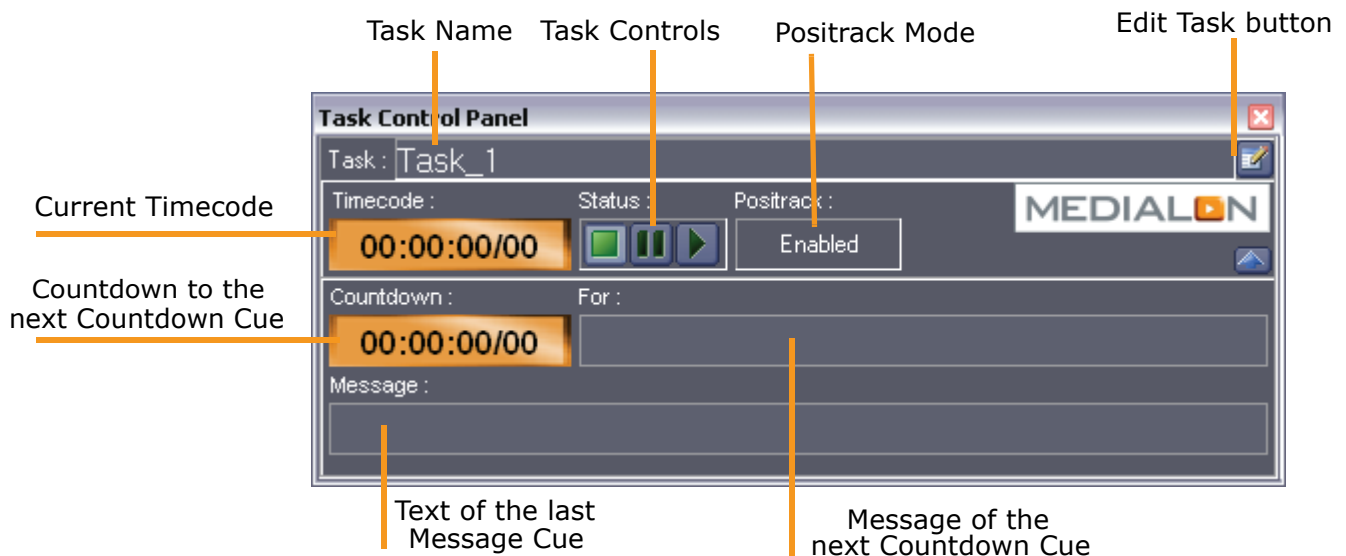 Task Name Task Controls Positrack Mode Edit Task button
Task Control Panel
Task : Task_1
Current Timecode
Timecode : Status : Positrack :
MEDIALON
00:00:00/00 Enabled
Countdown to the
next Countdown Cue
Countdown : For :
00:00:00/00
Message :
Text of the last
Message Cue
Message of the
next Countdown Cue